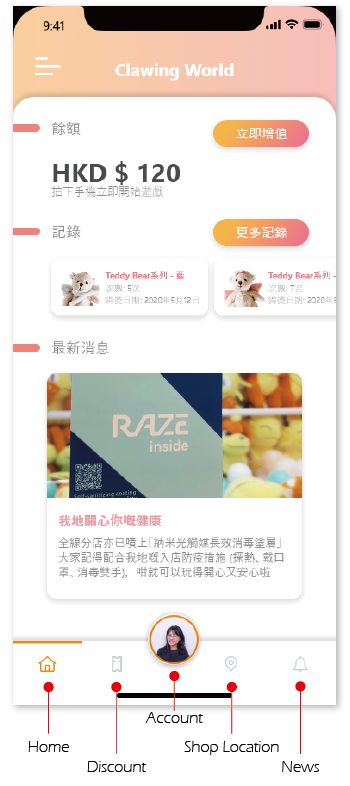 9:41
Clawing World
餘額
立即增值
HKD $ 120
拍下手機立即開始遊戲
記錄
更多記錄
Teddy Bear系列 - 藍
次數: 5次
得獎日期: 2020年5月12日
Teddy Bear系列 -
次數: 7次
得獎日期: 2020年5
最新消息
RAZE
inside
Self-sanitizing coating
我地關心你嘅健康
全線分店亦已噴上「納米光觸媒長效消毒塗層」
大家記得配合我地嘅入店防疫措施 (探熱、戴口
罩、消毒雙手)， 咁就可以玩得開心又安心啦
Account
Home
Shop Location
Discount
News